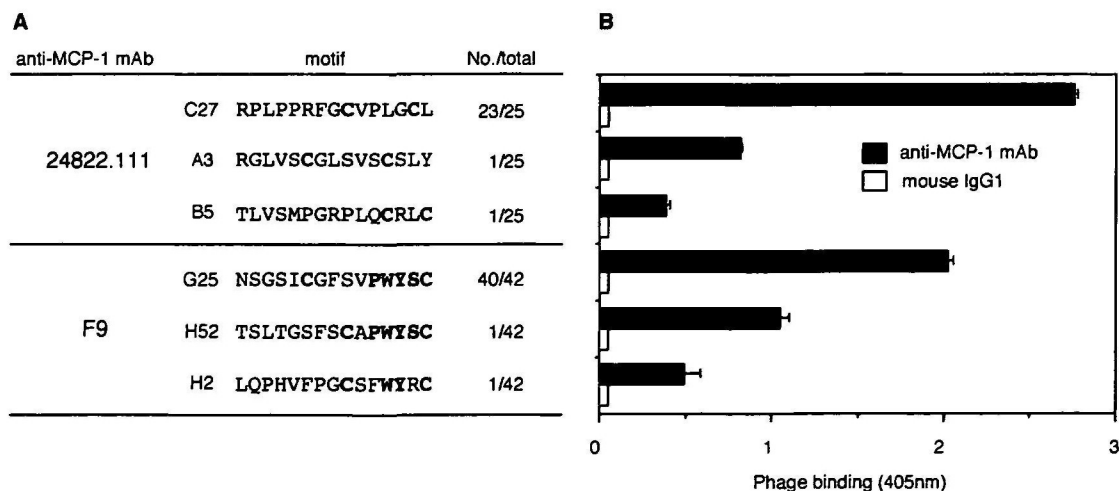 A
anti-MCP-1 mAb motif No./total
24822.111
C27 RPLPPRFGCVPLGCL 23/25
A3 RGLVSCGLSVSCSLY 1/25
B5 TLVSMPGRPLQCRLC 1/25
F9
G25 NSGSICGFSVPWYSC 40/42
H52 TSLTGSFSCAPWYSC 1/42
H2 LQPHVFPGCSFWYRC 1/42
B
anti-MCP-1 mAb
mouse IgG1
0 1 2 3
Phage binding (405nm)